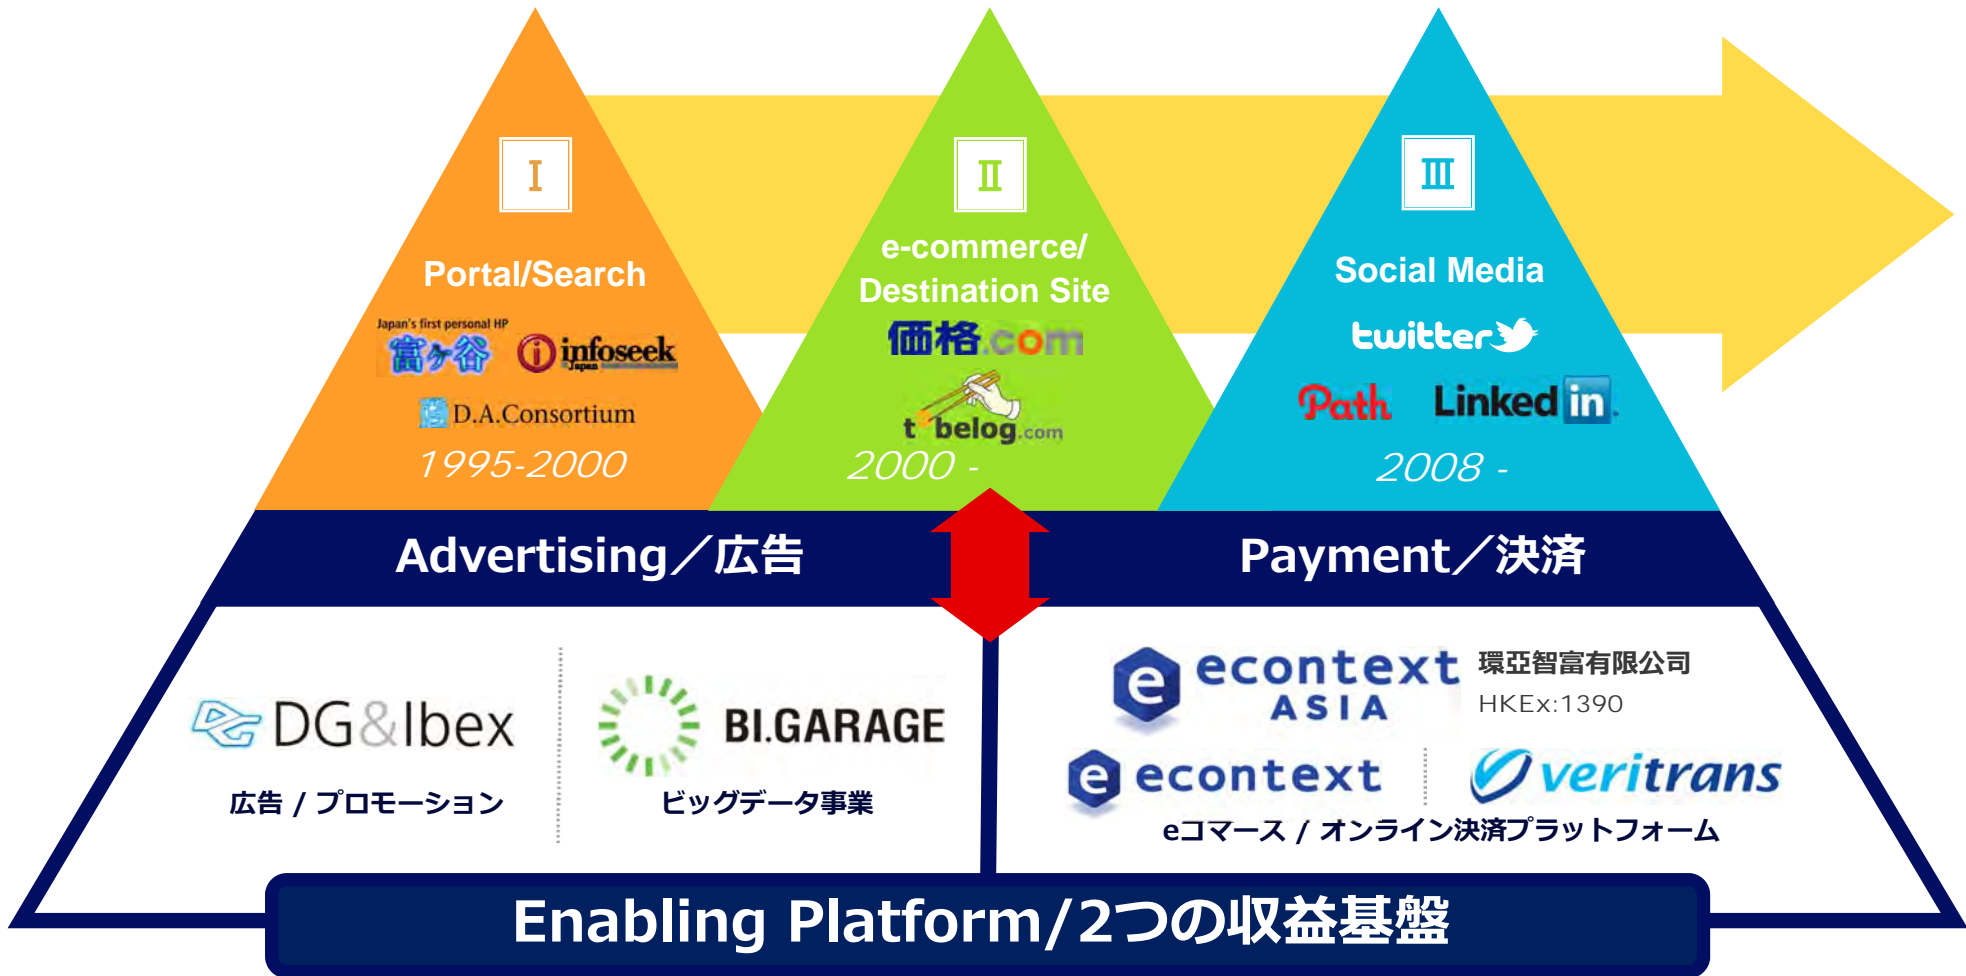 Ⅰ
Portal/Search
Japan's first personal HP
富ヶ谷
infoseek
Japan
D.A.Consortium
1995-2000
Ⅱ
e-commerce/
Destination Site
価格.com
tabelog.com
2000 -
Ⅲ
Social Media
twitter
Path
Linked in.
2008 -
Advertising／広告
Payment／決済
DG&Ibex
広告 / プロモーション
BI.GARAGE
ビッグデータ事業
e econtext
ASIA
環亞智富有限公司
HKEx:1390
e econtext
veritrans
eコマース / オンライン決済プラットフォーム
Enabling Platform/2つの収益基盤